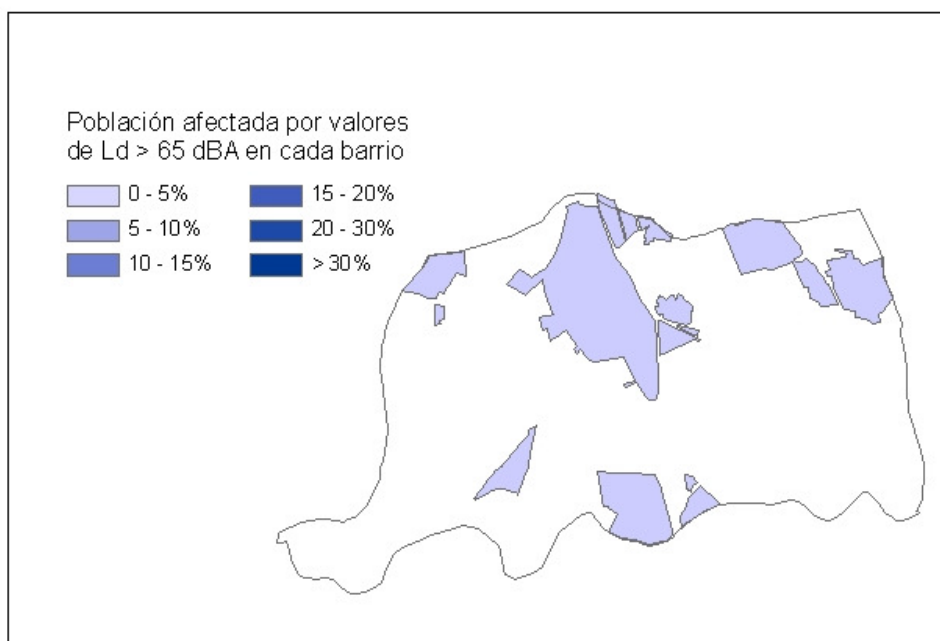 Población afectada por valores
de Ld > 65 dBA en cada barrio
0 - 5%
15 - 20%
5 - 10%
20 - 30%
10 - 15%
> 30%